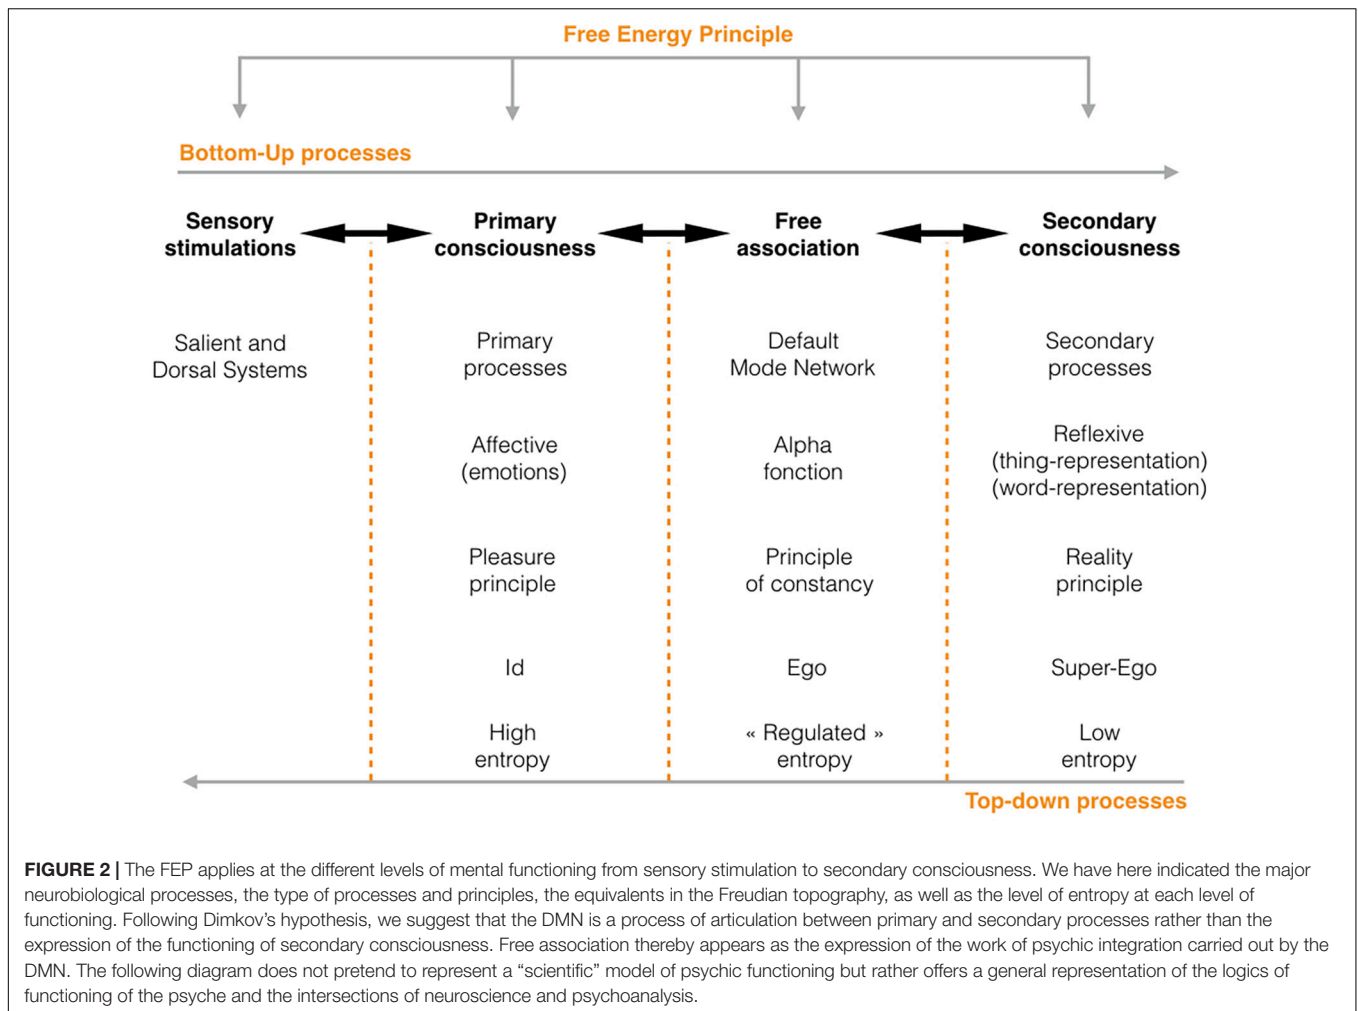 Free Energy Principle
Bottom-Up processes
Sensory stimulations
Primary consciousness
Free association
Secondary consciousness
Salient and
Dorsal Systems
Primary
processes
Default
Mode Network
Secondary
processes
Affective
(emotions)
Alpha
fonction
Reflexive
(thing-representation)
(word-representation)
Pleasure
principle
Principle
of constancy
Reality
principle
Id
Ego
Super-Ego
High
entropy
« Regulated »
entropy
Low
entropy
Top-down processes
FIGURE 2 | The FEP applies at the different levels of mental functioning from sensory stimulation to secondary consciousness. We have here indicated the major
neurobiological processes, the type of processes and principles, the equivalents in the Freudian topography, as well as the level of entropy at each level of
functioning. Following Dimkov’s hypothesis, we suggest that the DMN is a process of articulation between primary and secondary processes rather than the
expression of the functioning of secondary consciousness. Free association thereby appears as the expression of the work of psychic integration carried out by the
DMN. The following diagram does not pretend to represent a “scientific” model of psychic functioning but rather offers a general representation of the logics of
functioning of the psyche and the intersections of neuroscience and psychoanalysis.